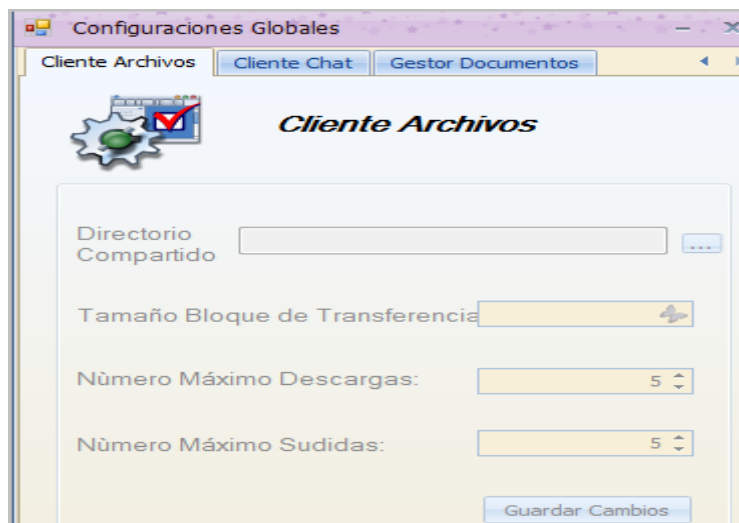 Configuraciones Globales
Cliente Archivos Cliente Chat Gestor Documentos
Cliente Archivos
Directorio
Compartido
...
Tamaño Bloque de Transferencia
Nùmero Máximo Descargas: 5
Nùmero Máximo Sudidas: 5
Guardar Cambios